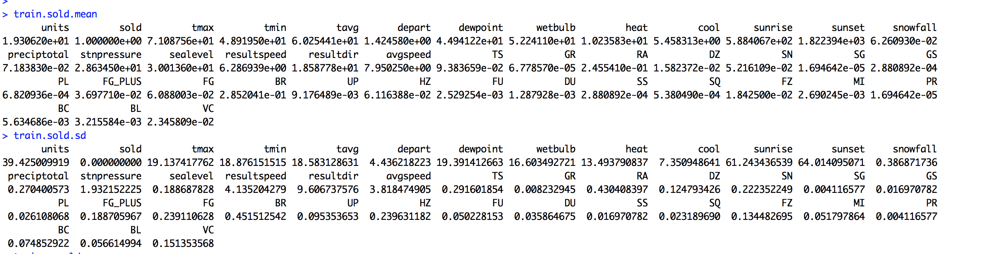 >
> train.sold.mean
units sold tmax tmin tavg depart dewpoint wetbulb heat cool sunrise sunset snowfall
1.930620e+01 1.000000e+00 7.108756e+01 4.891950e+01 6.025441e+01 1.424580e+00 4.494122e+01 5.224110e+01 1.023583e+01 5.458313e+00 5.884067e+02 1.822394e+03 6.260930e-02
preciptotal stnpressure sealevel resultspeed resultdir avgspeed TS GR RA DZ SN SG GS
7.183830e-02 2.863450e+01 3.001360e+01 6.286939e+00 1.858778e+01 7.950250e+00 9.383659e-02 6.778570e-05 2.455410e-01 1.582372e-02 5.216109e-02 1.694642e-05 2.880892e-04
PL FG_PLUS FG BR UP HZ FU DU SS SQ FZ MI PR
6.820936e-04 3.697710e-02 6.088003e-02 2.852041e-01 9.176489e-03 6.116388e-02 2.529254e-03 1.287928e-03 2.880892e-04 5.380490e-04 1.842500e-02 2.690245e-03 1.694642e-05
BC BL VC
5.634686e-03 3.215584e-03 2.345809e-02
> train.sold.sd
units sold tmax tmin tavg depart dewpoint wetbulb heat cool sunrise sunset snowfall
39.425009919 0.000000000 19.137417762 18.876151515 18.583128631 4.436218223 19.391412663 16.603492721 13.493790837 7.350948641 61.243436539 64.014095071 0.386871736
preciptotal stnpressure sealevel resultspeed resultdir avgspeed TS GR RA DZ SN SG GS
0.270400573 1.932152225 0.188687828 4.135204279 9.606737576 3.818474905 0.291601854 0.008232945 0.430408397 0.124793426 0.222352249 0.004116577 0.016970782
PL FG_PLUS FG BR UP HZ FU DU SS SQ FZ MI PR
0.026108068 0.188705967 0.239110628 0.451512542 0.095353653 0.239631182 0.050228153 0.035864675 0.016970782 0.023189690 0.134482695 0.051797864 0.004116577
BC BL VC
0.074852922 0.056614994 0.151353568